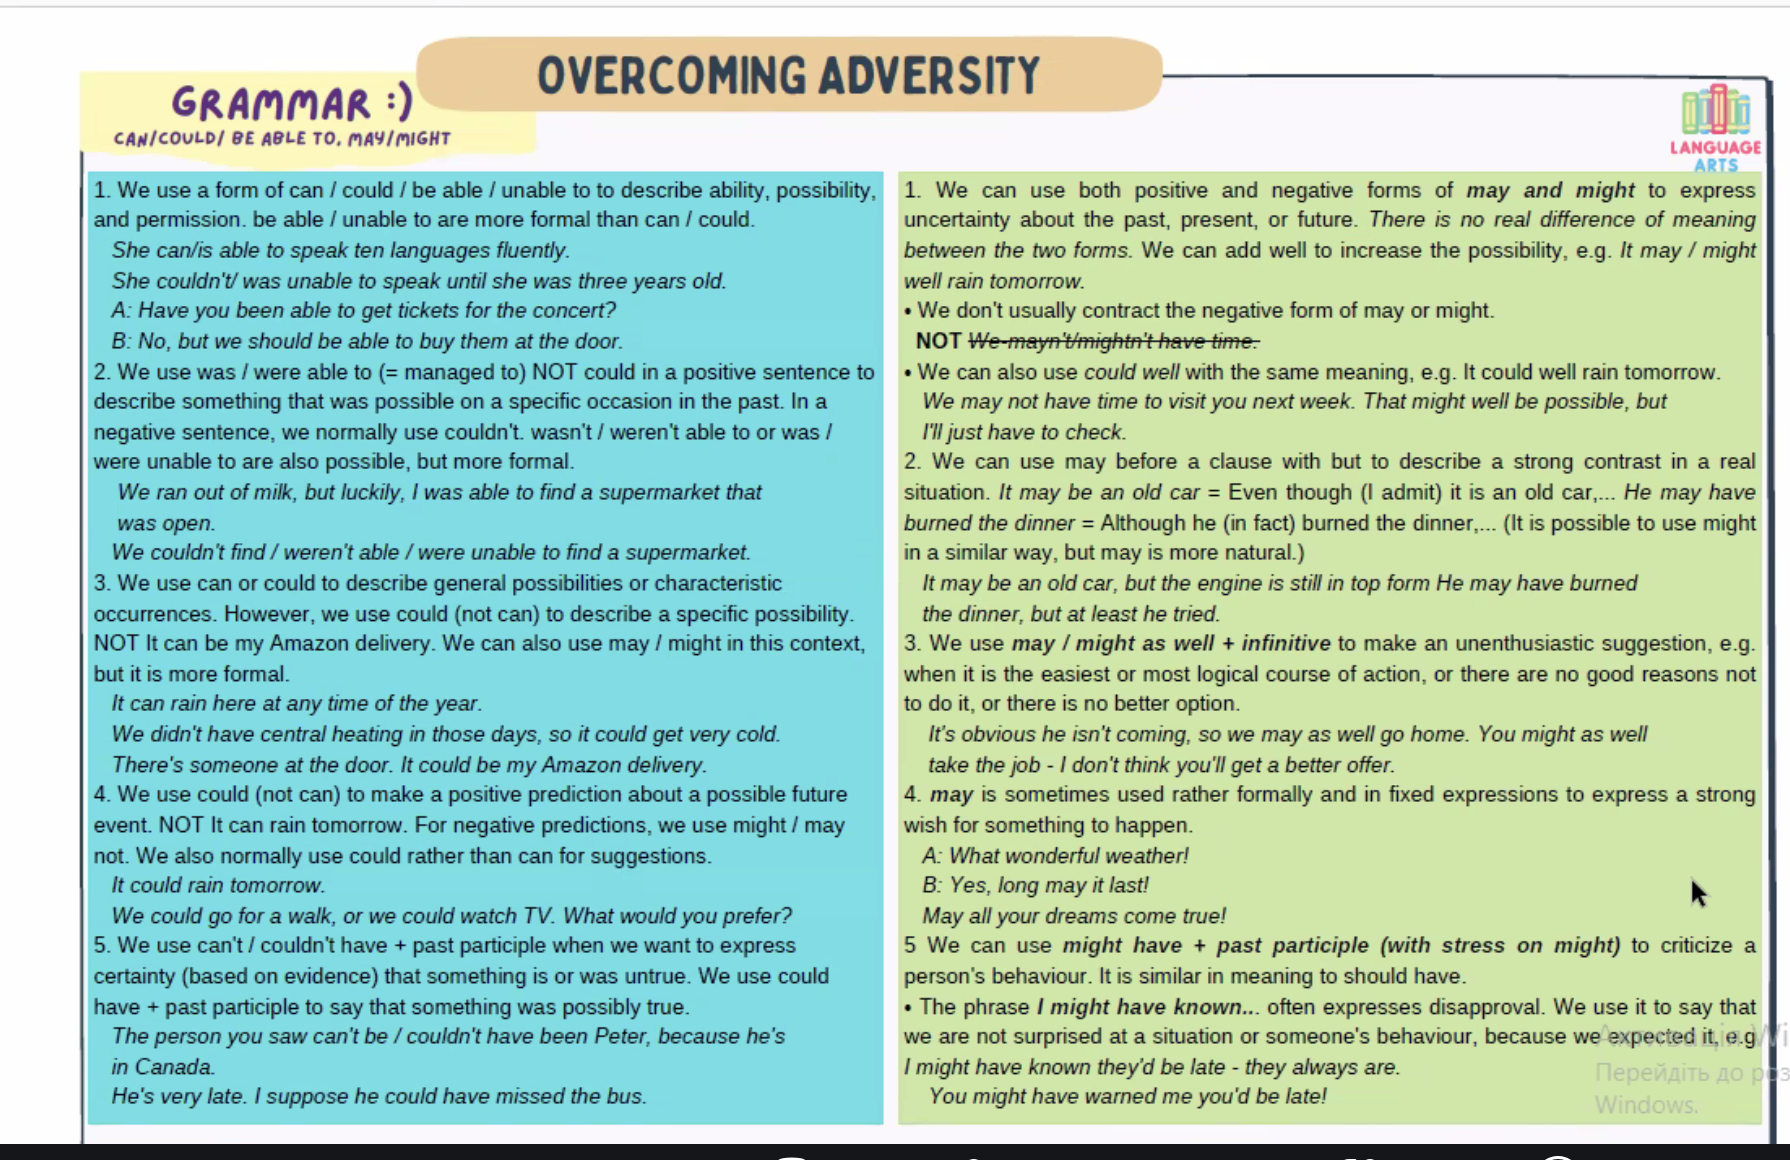 OVERCOMING ADVERSITY
GRAMMAR :)
CAN/COULD/ BE ABLE TO, MAY/MIGHT
LANGUAGE
ARTS
1. We use a form of can / could / be able / unable to to describe ability, possibility,
and permission. be able / unable to are more formal than can / could.
She can/is able to speak ten languages fluently.
She couldn't/ was unable to speak until she was three years old.
A: Have you been able to get tickets for the concert?
B: No, but we should be able to buy them at the door.
2. We use was / were able to (= managed to) NOT could in a positive sentence to
describe something that was possible on a specific occasion in the past. In a
negative sentence, we normally use couldn't. wasn't / weren't able to or was /
were unable to are also possible, but more formal.
We ran out of milk, but luckily, I was able to find a supermarket that
was open.
We couldn't find / weren't able / were unable to find a supermarket.
3. We use can or could to describe general possibilities or characteristic
occurrences. However, we use could (not can) to describe a specific possibility.
NOT It can be my Amazon delivery. We can also use may / might in this context,
but it is more formal.
It can rain here at any time of the year.
We didn't have central heating in those days, so it could get very cold.
There's someone at the door. It could be my Amazon delivery.
4. We use could (not can) to make a positive prediction about a possible future
event. NOT It can rain tomorrow. For negative predictions, we use might / may
not. We also normally use could rather than can for suggestions.
It could rain tomorrow.
We could go for a walk, or we could watch TV. What would you prefer?
5. We use can't / couldn't have + past participle when we want to express
certainty (based on evidence) that something is or was untrue. We use could
have + past participle to say that something was possibly true.
The person you saw can't be / couldn't have been Peter, because he's
in Canada.
He's very late. I suppose he could have missed the bus.
1. We can use both positive and negative forms of may and might to express
uncertainty about the past, present, or future. There is no real difference of meaning
between the two forms. We can add well to increase the possibility, e.g. It may / might
well rain tomorrow.
• We don't usually contract the negative form of may or might.
NOT We mayn't/mightn't have time.
• We can also use could well with the same meaning, e.g. It could well rain tomorrow.
We may not have time to visit you next week. That might well be possible, but
I'll just have to check.
2. We can use may before a clause with but to describe a strong contrast in a real
situation. It may be an old car = Even though (I admit) it is an old car,... He may have
burned the dinner = Although he (in fact) burned the dinner,... (It is possible to use might
in a similar way, but may is more natural.)
It may be an old car, but the engine is still in top form He may have burned
the dinner, but at least he tried.
3. We use may / might as well + infinitive to make an unenthusiastic suggestion, e.g.
when it is the easiest or most logical course of action, or there are no good reasons not
to do it, or there is no better option.
It's obvious he isn't coming, so we may as well go home. You might as well
take the job - I don't think you'll get a better offer.
4. may is sometimes used rather formally and in fixed expressions to express a strong
wish for something to happen.
A: What wonderful weather!
B: Yes, long may it last!
May all your dreams come true!
5 We can use might have + past participle (with stress on might) to criticize a
person's behaviour. It is similar in meaning to should have.
• The phrase I might have known... often expresses disapproval. We use it to say that
we are not surprised at a situation or someone's behaviour, because we expected it, e.g
I might have known they'd be late - they always are.
You might have warned me you'd be late!
Активація Wi
Перейдіть до роз
Windows.